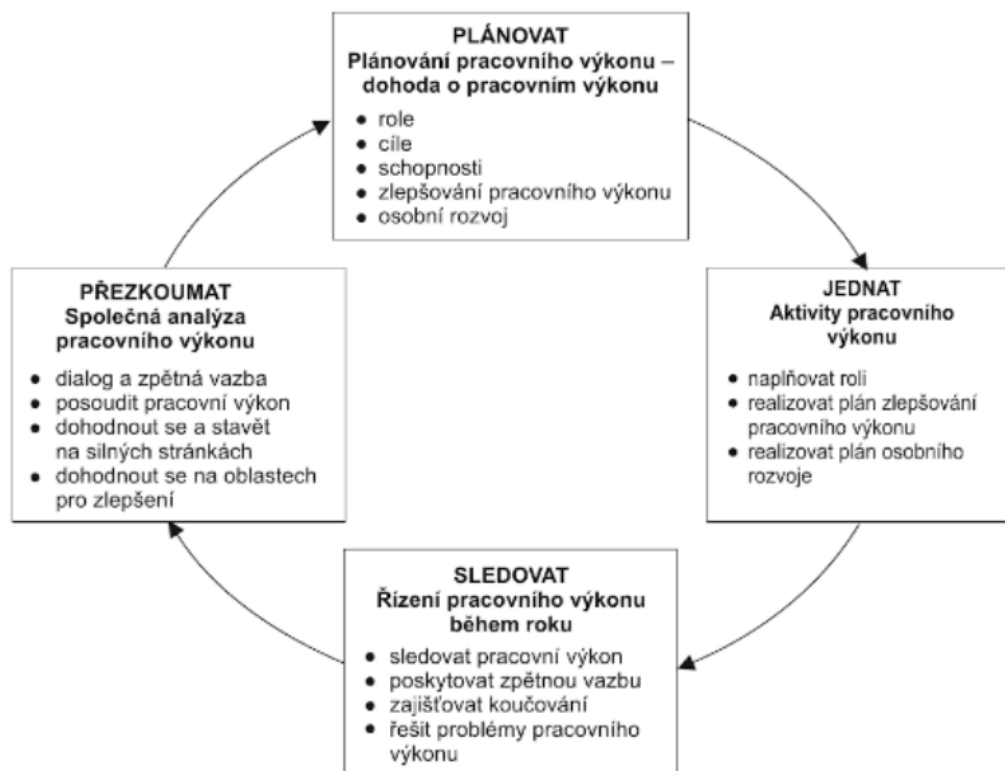 PLÁNOVAT
Plánování pracovního výkonu –
dohoda o pracovním výkonu
● role
● cíle
● schopnosti
● zlepšování pracovního výkonu
● osobní rozvoj
JEDNAT
Aktivity pracovního
výkonu
● naplňovat roli
● realizovat plán zlepšování
pracovního výkonu
● realizovat plán osobního
rozvoje
SLEDOVAT
Řízení pracovního výkonu
během roku
● sledovat pracovní výkon
● poskytovat zpětnou vazbu
● zajišťovat koučování
● řešit problémy pracovního
výkonu
PŘEZKOUMAT
Společná analýza
pracovního výkonu
● dialog a zpětná vazba
● posoudit pracovní výkon
● dohodnout se a stavět
na silných stránkách
● dohodnout se na oblastech
pro zlepšení